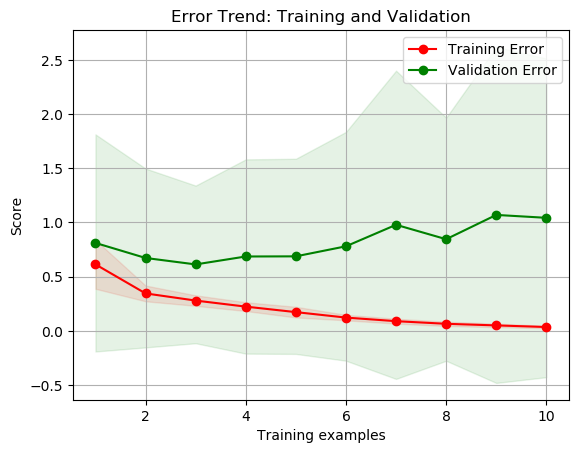 Error Trend: Training and Validation
Training Error
Validation Error
Score
2.5
2.0
1.5
1.0
0.5
0.0
−0.5
2 4 6 8 10
Training examples